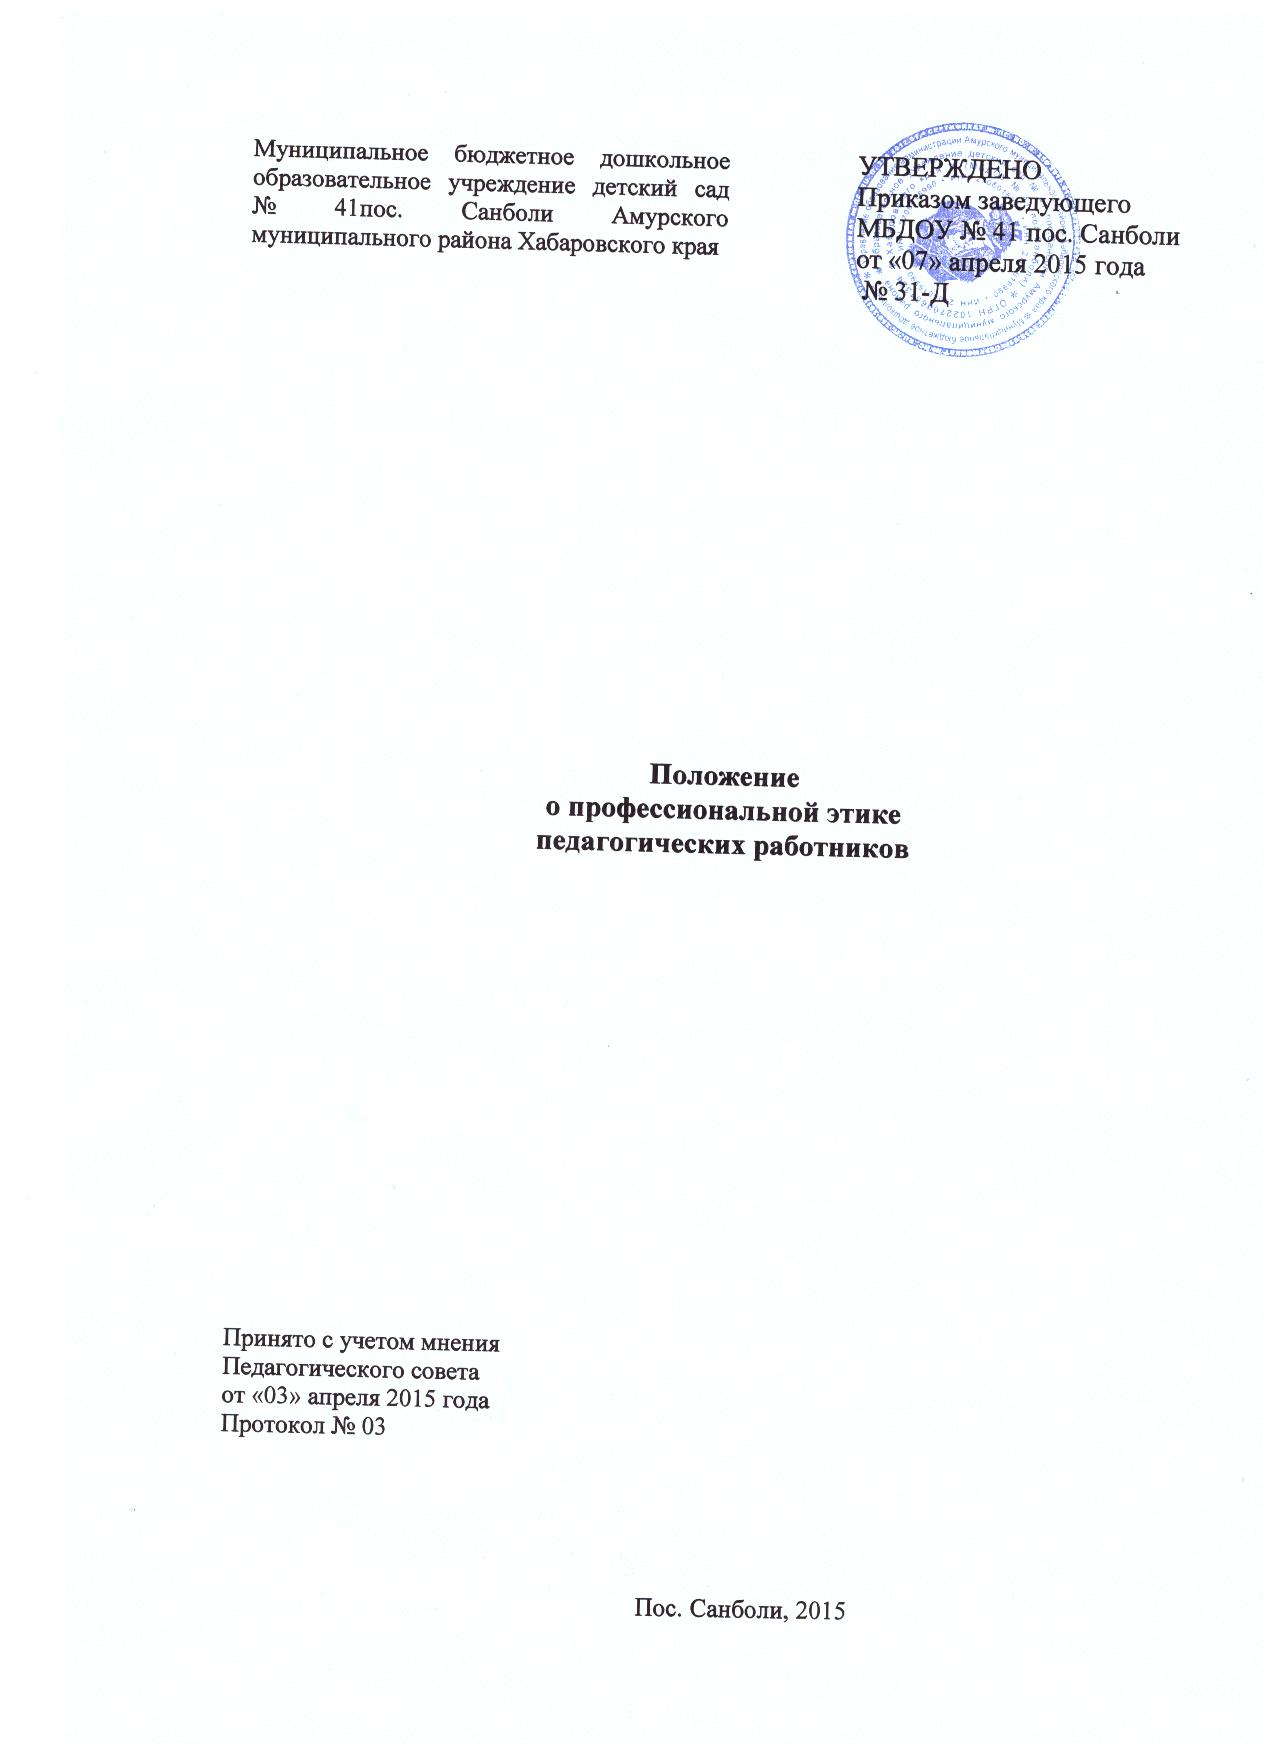 Муниципальное бюджетное дошкольное
образовательное учреждение детский сад
№ 41пос. Санболи Амурского
муниципального района Хабаровского края
УТВЕРЖДЕНО
Приказом заведующего
МБДОУ № 41 пос. Санболи
от «07» апреля 2015 года
№ 31-Д
Положение
о профессиональной этике
педагогических работников
Принято с учетом мнения
Педагогического совета
от «03» апреля 2015 года
Протокол № 03
Пос. Санболи, 2015